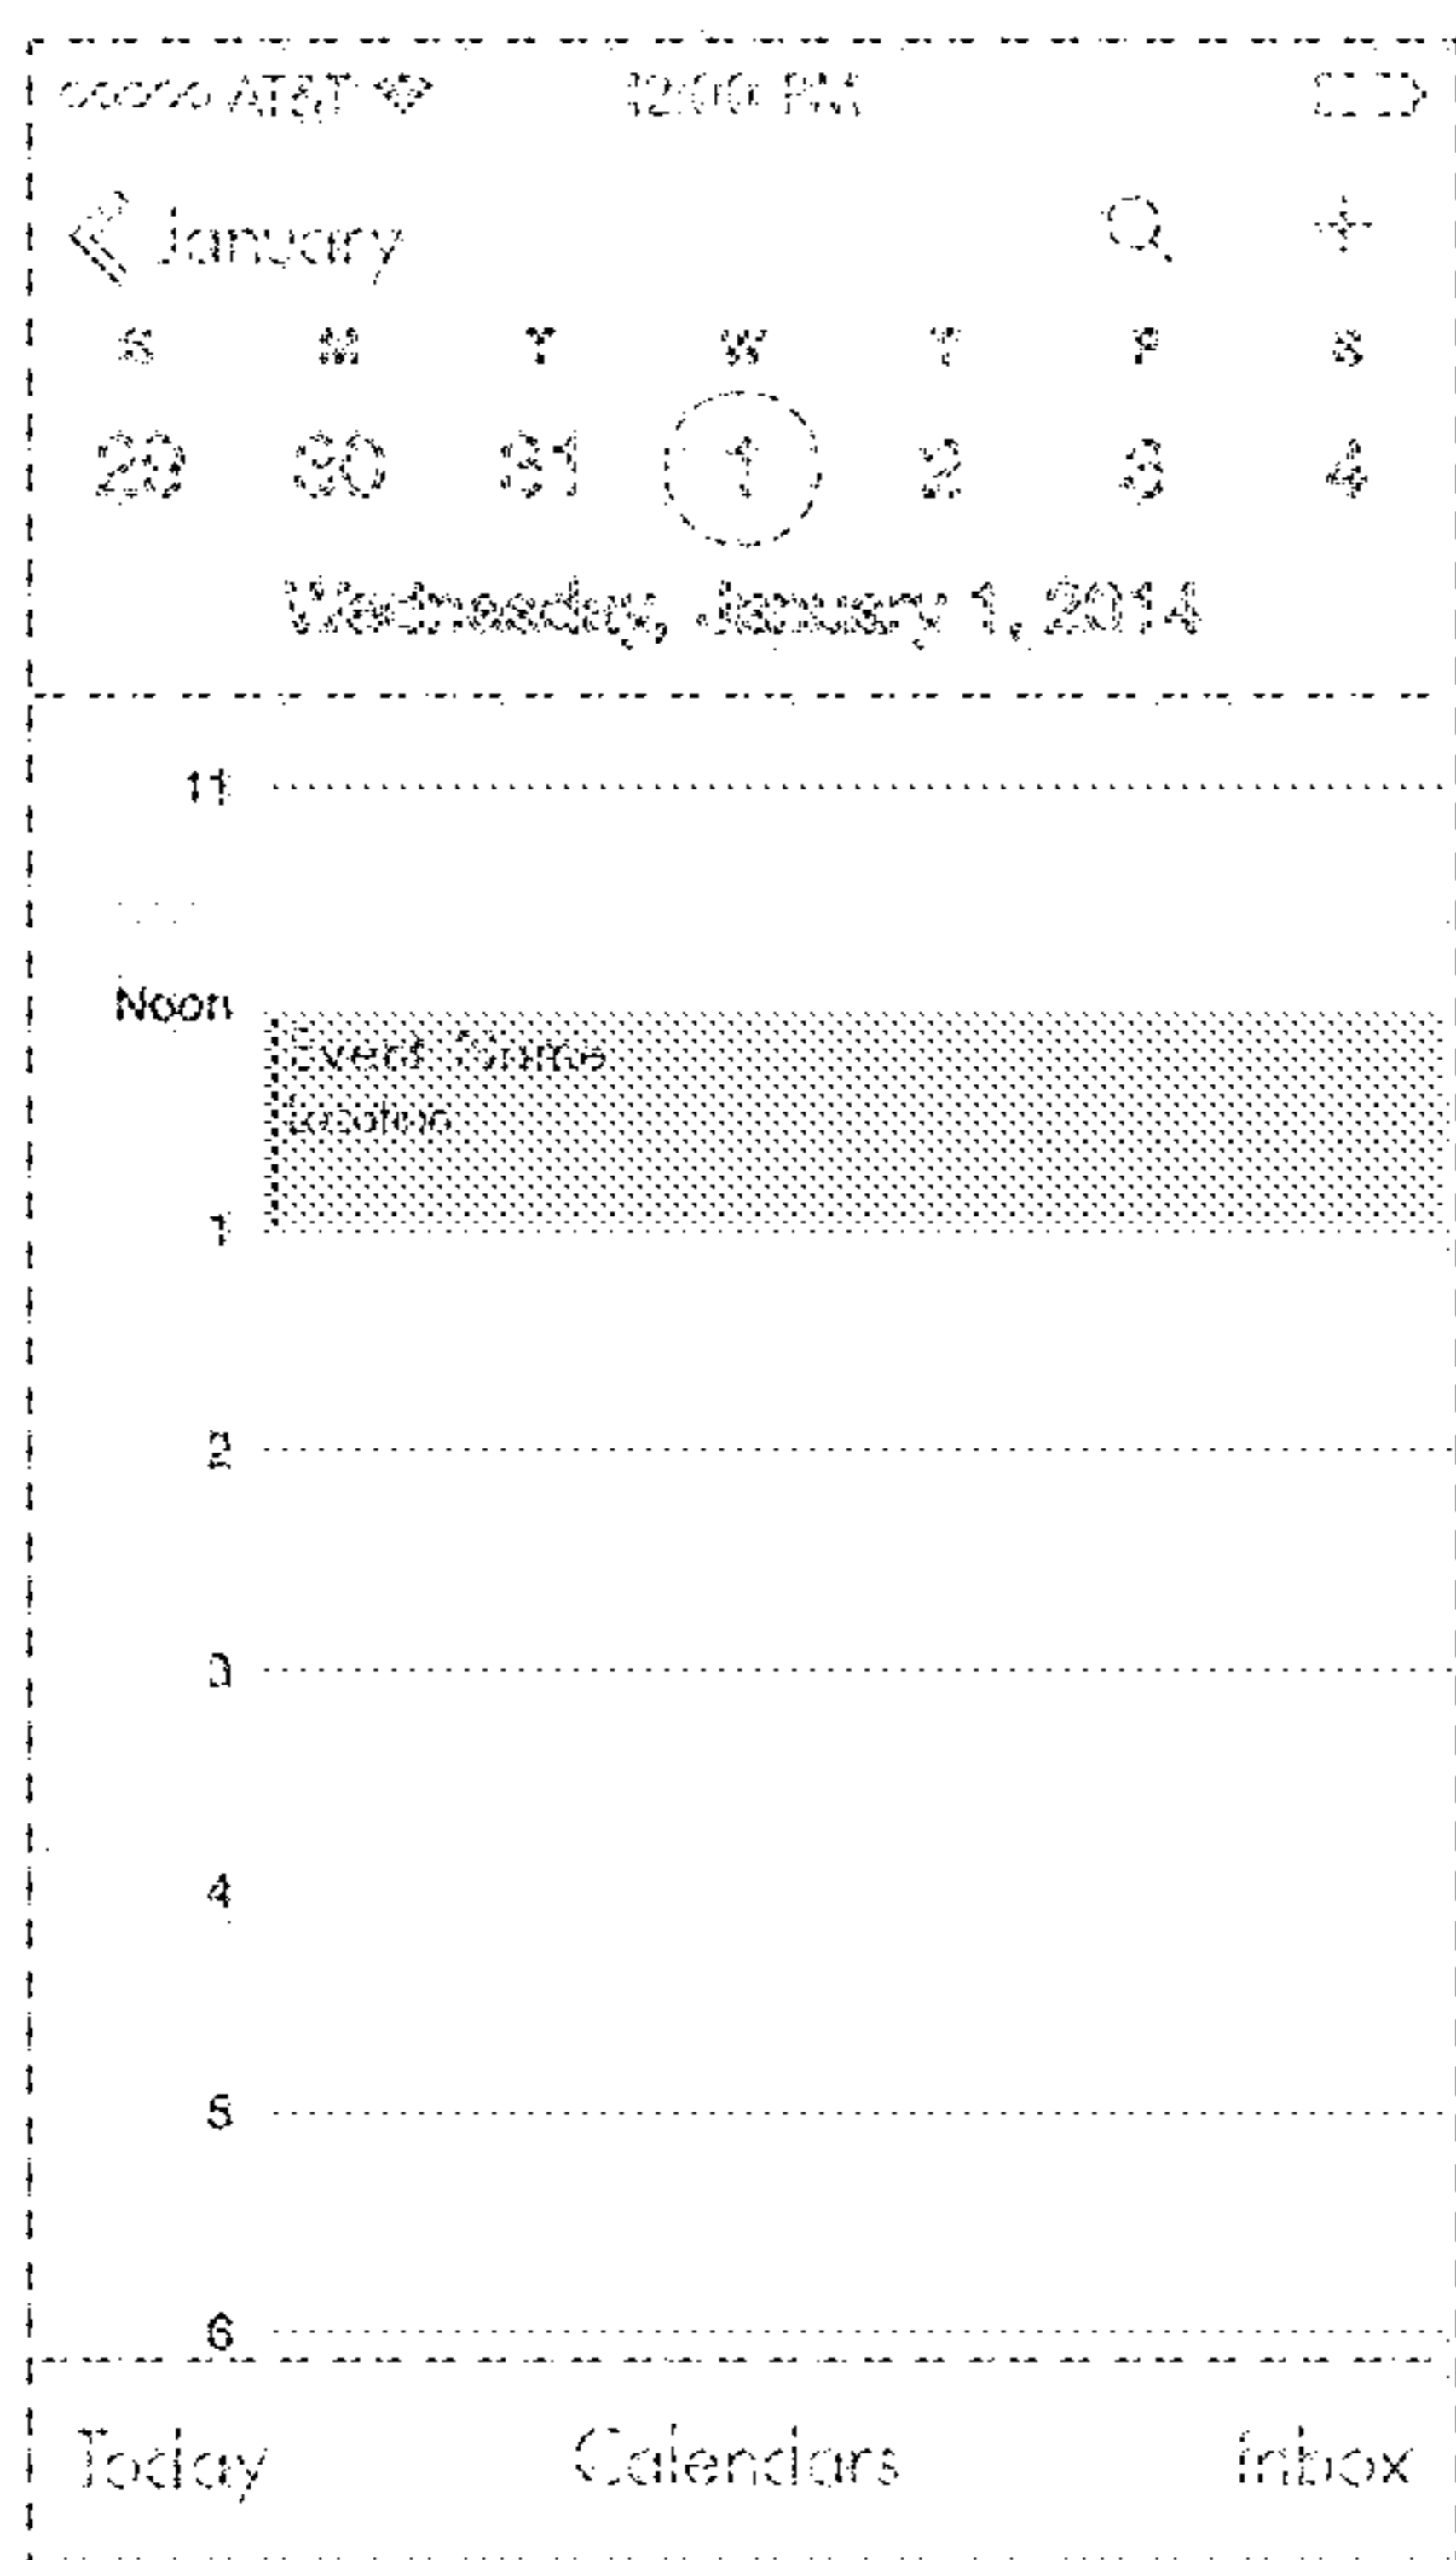 AT&T 12:00 PM
January
S M T W T F S
29 30 31 1 2 3 4
Wednesday, January 1, 2014
11
Noon
Event Name
Location
1
2
3
4
5
6
Today Calendars Inbox